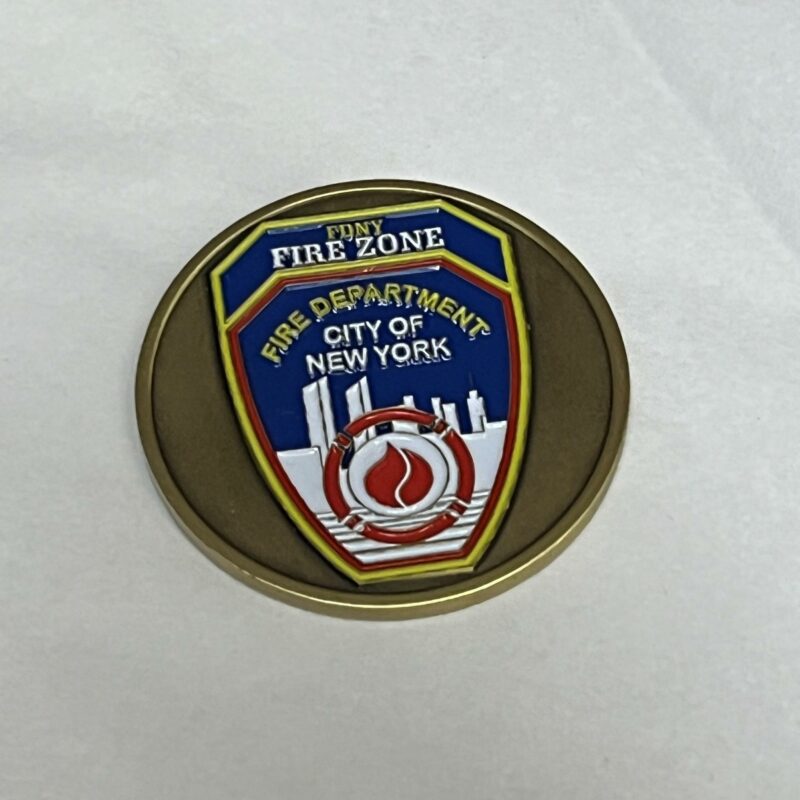 FDNY
FIRE ZONE
FIRE DEPARTMENT
CITY OF
NEW YORK